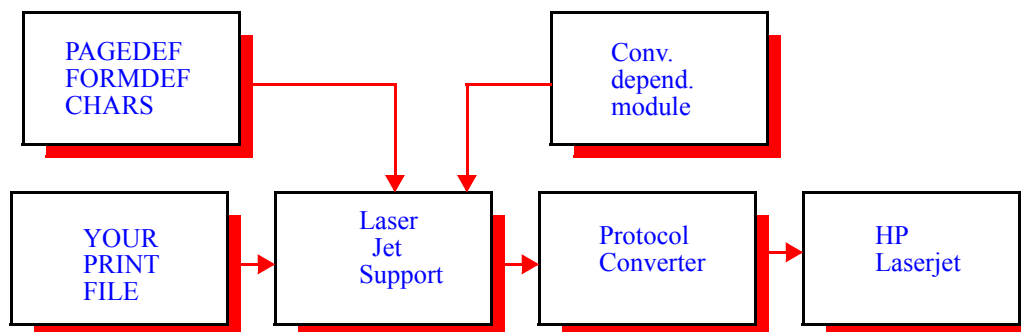 PAGEDEF
FORMDEF
CHARS
Conv.
depend.
module
YOUR
PRINT
FILE
Laser
Jet
Support
Protocol
Converter
HP
Laserjet